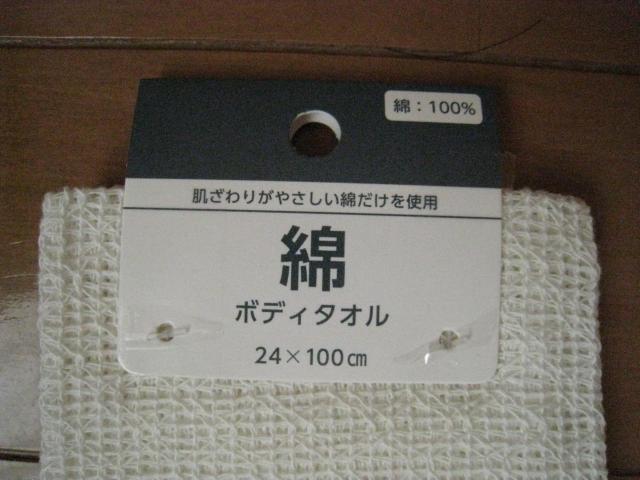 綿：100%
肌ざわりがやさしい綿だけを使用
綿
ボディタオル
24×100㎝